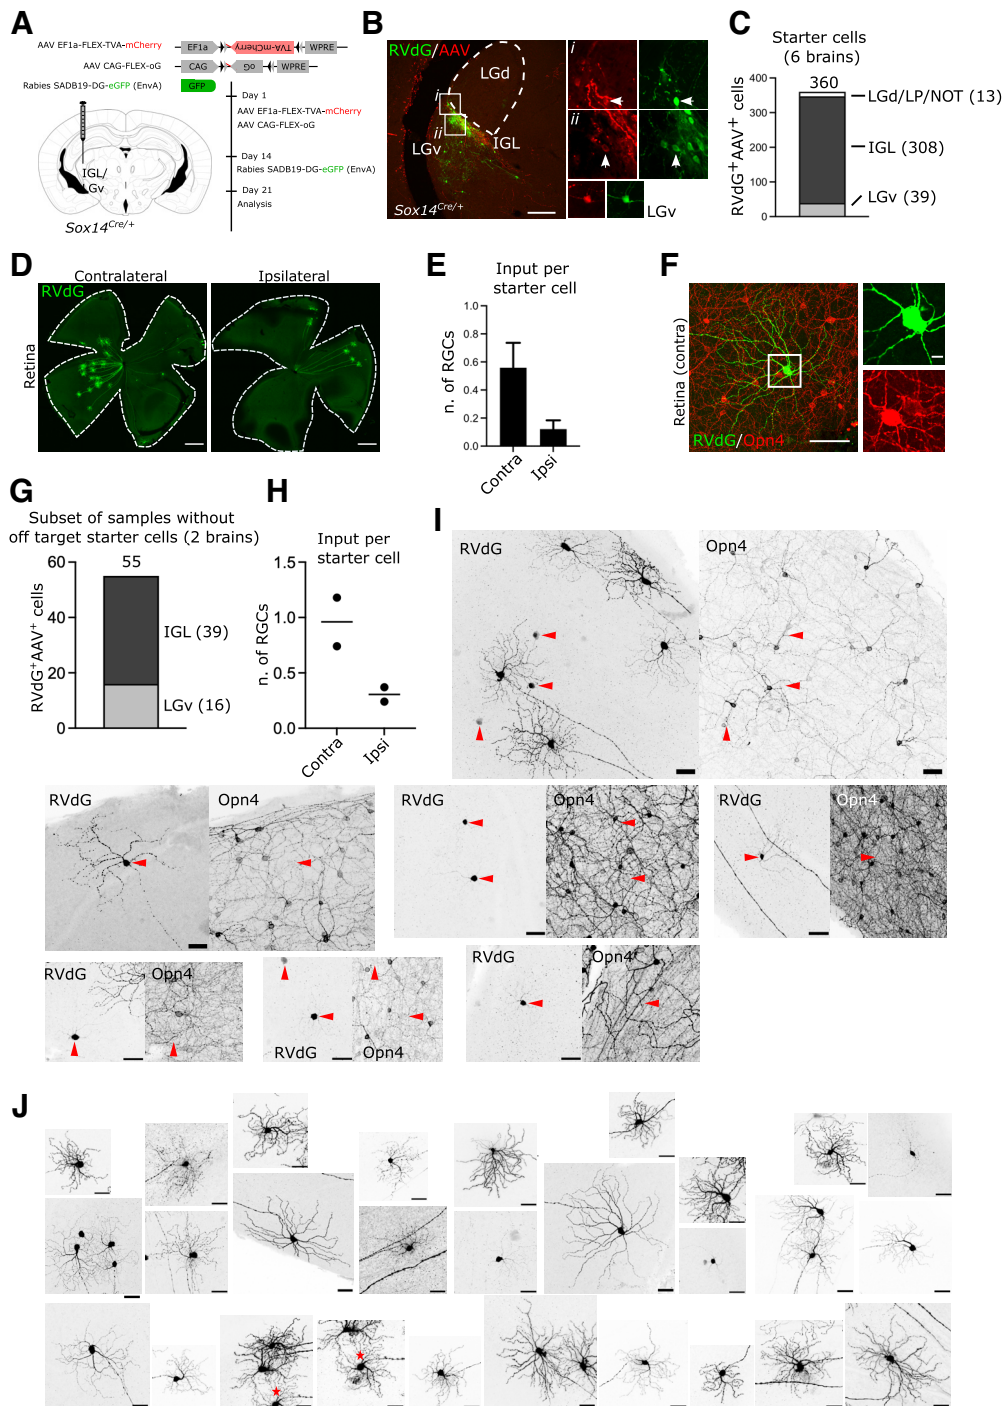 A
AAV EF1a-FLEX-TVA-mCherry
EF1a
TVA-mCherry
WPRE
AAV CAG-FLEX-oG
CAG
oG
WPRE
Rabies SADB19-DG-eGFP (EnvA)
GFP
Day 1
AAV EF1a-FLEX-TVA-mCherry
AAV CAG-FLEX-oG
Day 14
Rabies SADB19-DG-eGFP (EnvA)
Day 21
Analysis
IGL/
LGv
Sox14Cre/+
B
RVdG/AAV
LGd
i
ii
IGL
LGv
Sox14Cre/+
i
ii
LGv
C
Starter cells
(6 brains)
RVdG+AAV+ cells
400
300
200
100
0
360
LGd/LP/NOT (13)
IGL (308)
LGv (39)
D
Contralateral
Ipsilateral
RVdG
Retina
E
Input per
starter cell
n. of RGCs
1.0
0.8
0.6
0.4
0.2
0.0
Contra
Ipsi
F
Retina (contra)
RVdG/Opn4
G
Subset of samples without
off target starter cells (2 brains)
RVdG+AAV+ cells
60
40
20
0
55
IGL (39)
LGv (16)
H
Input per
starter cell
n. of RGCs
1.5
1.0
0.5
0.0
Contra
Ipsi
I
RVdG
Opn4
RVdG
Opn4
RVdG
Opn4
RVdG
Opn4
RVdG
Opn4
RVdG
Opn4
RVdG
Opn4
J